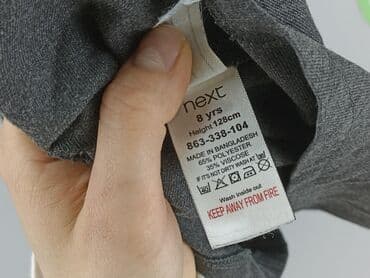 next
8 yrs
Height 128cm
863-338-104
MADE IN BANGLADESH
65% POLYESTER
35% VISCOSE
IF IT'S NOT DIRTY WASH AT
Wash inside out
KEEP AWAY FROM FIRE